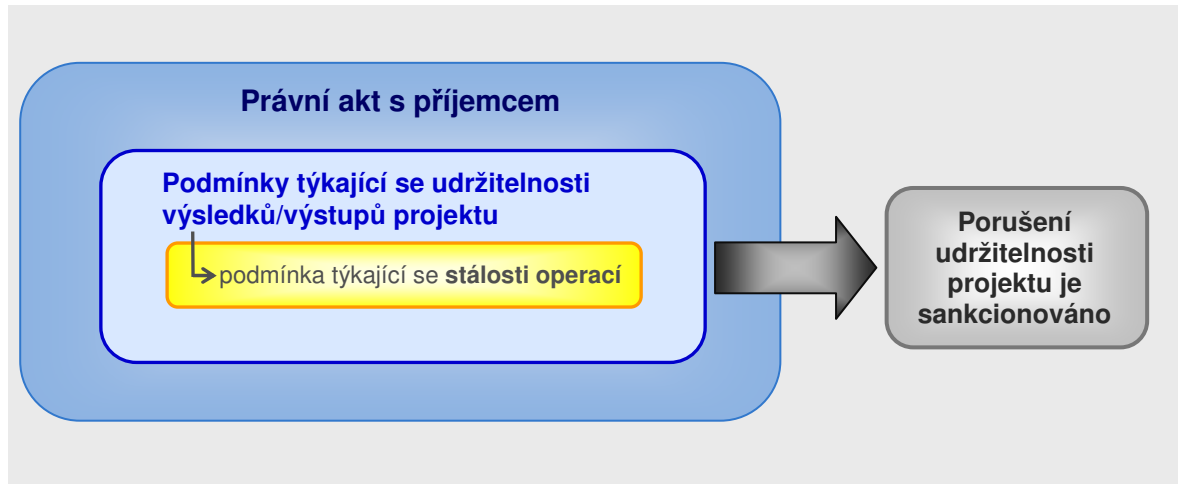 Právní akt s příjemcem
Podmínky týkající se udržitelnosti
výsledků/výstupů projektu
podmínka týkající se stálosti operací
Porušení
udržitelnosti
projektu je
sankcionováno